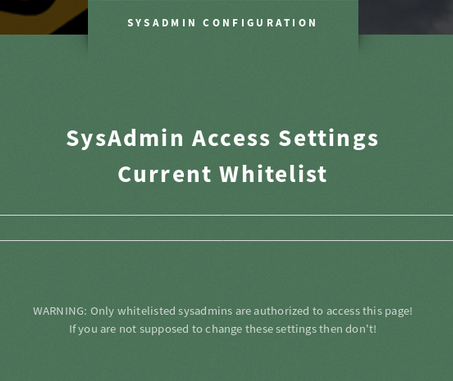 SYSADMIN CONFIGURATION
SysAdmin Access Settings
Current Whitelist
WARNING: Only whitelisted sysadmins are authorized to access this page!
If you are not supposed to change these settings then don't!